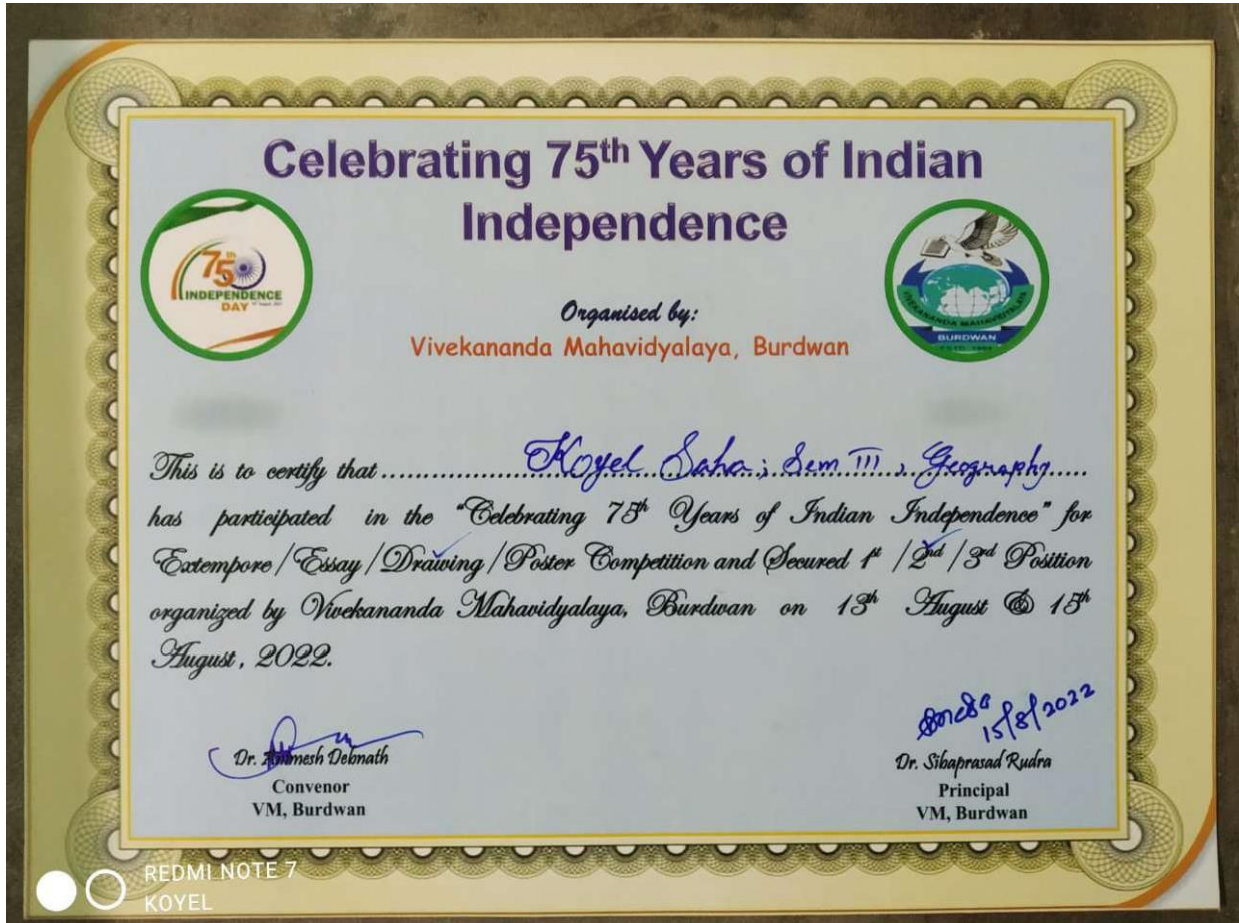 Celebrating 75th Years of Indian
Independence
75th
INDEPENDENCE
DAY
VIVEKANANDA MAHAVIDYALAYA
BURDWAN
Organised by:
Vivekananda Mahavidyalaya, Burdwan
This is to certify that .................Koyel Saha; Sem III, Geography.....
has participated in the "Celebrating 75th Years of Indian Independence" for
Extempore/Essay/Drawing/Poster Competition and Secured 1st /2nd /3rd Position
organized by Vivekananda Mahavidyalaya, Burdwan on 13th August & 15th
August, 2022.
15/8/2022
Dr. Debnath
Convenor
VM, Burdwan
Dr. Sibaprasad Rudra
Principal
VM, Burdwan
REDMI NOTE 7
KOYEL